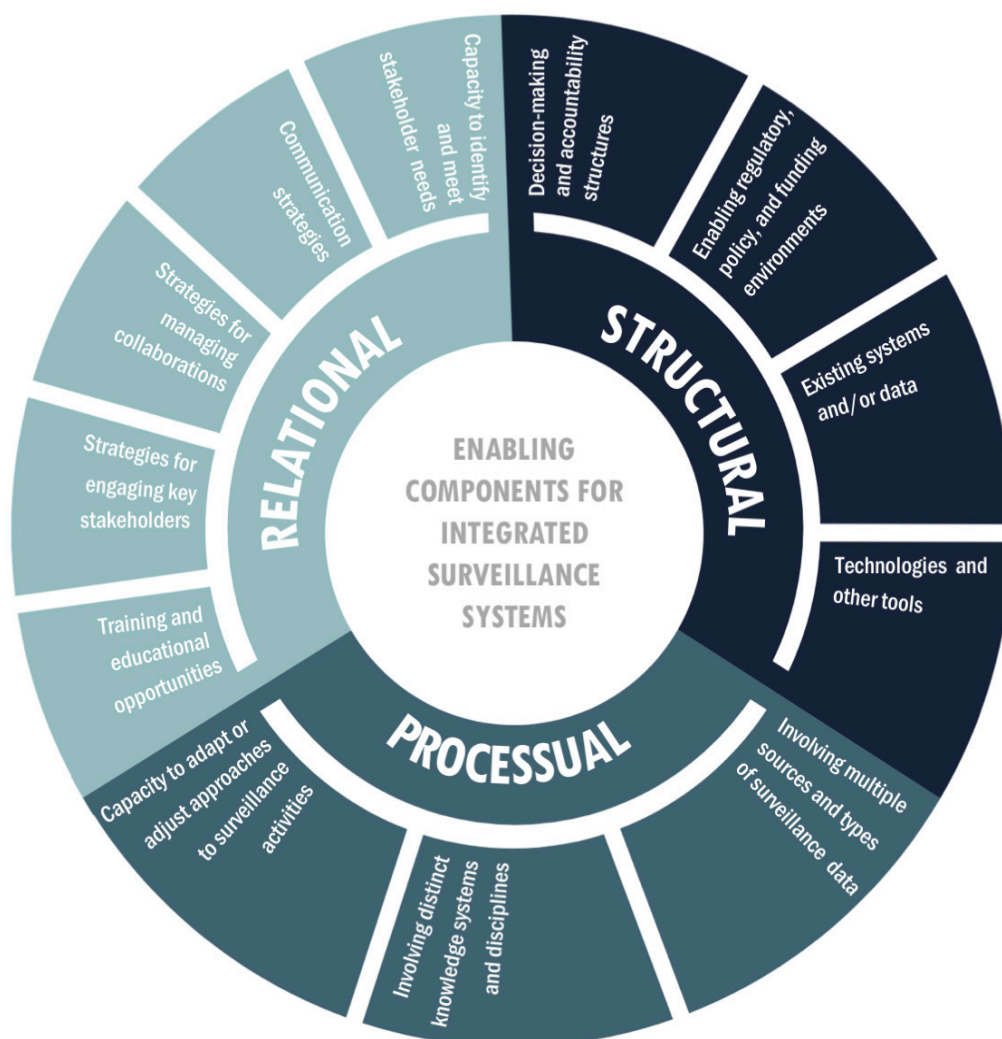 ENABLING
COMPONENTS FOR
INTEGRATED
SURVEILLANCE
SYSTEMS
STRUCTURAL
Decision-making
and accountability
structures
Enabling regulatory,
policy, and funding
environments
Existing systems
and/or data
Technologies and
other tools
PROCESSUAL
Involving multiple
sources and types
of surveillance data
Involving distinct
knowledge systems
and disciplines
Capacity to adapt or
adjust approaches
to surveillance
activities
RELATIONAL
Training and
educational
opportunities
Strategies for
engaging key
stakeholders
Strategies for
managing
collaborations
Communication
strategies
Capacity to identify
and meet
stakeholder needs